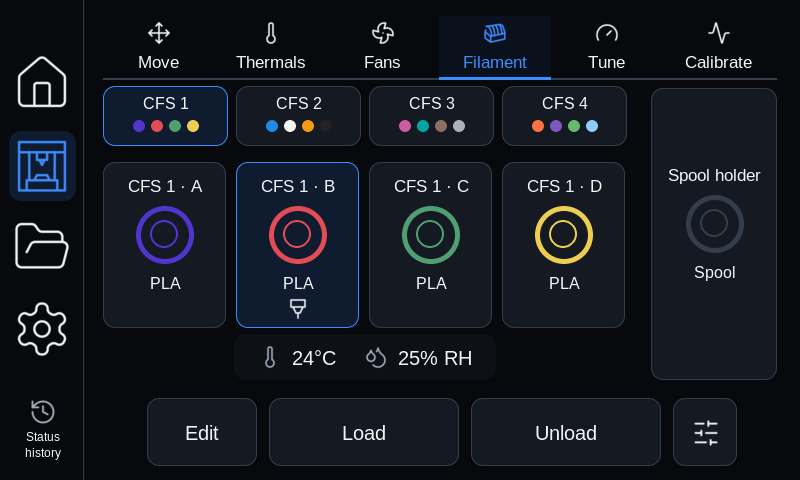 Move
Thermals
Fans
Filament
Tune
Calibrate
CFS 1
CFS 2
CFS 3
CFS 4
CFS 1 · A
CFS 1 · B
CFS 1 · C
CFS 1 · D
PLA
PLA
PLA
PLA
Spool holder
Spool
24°C
25% RH
Edit
Load
Unload
Status
history